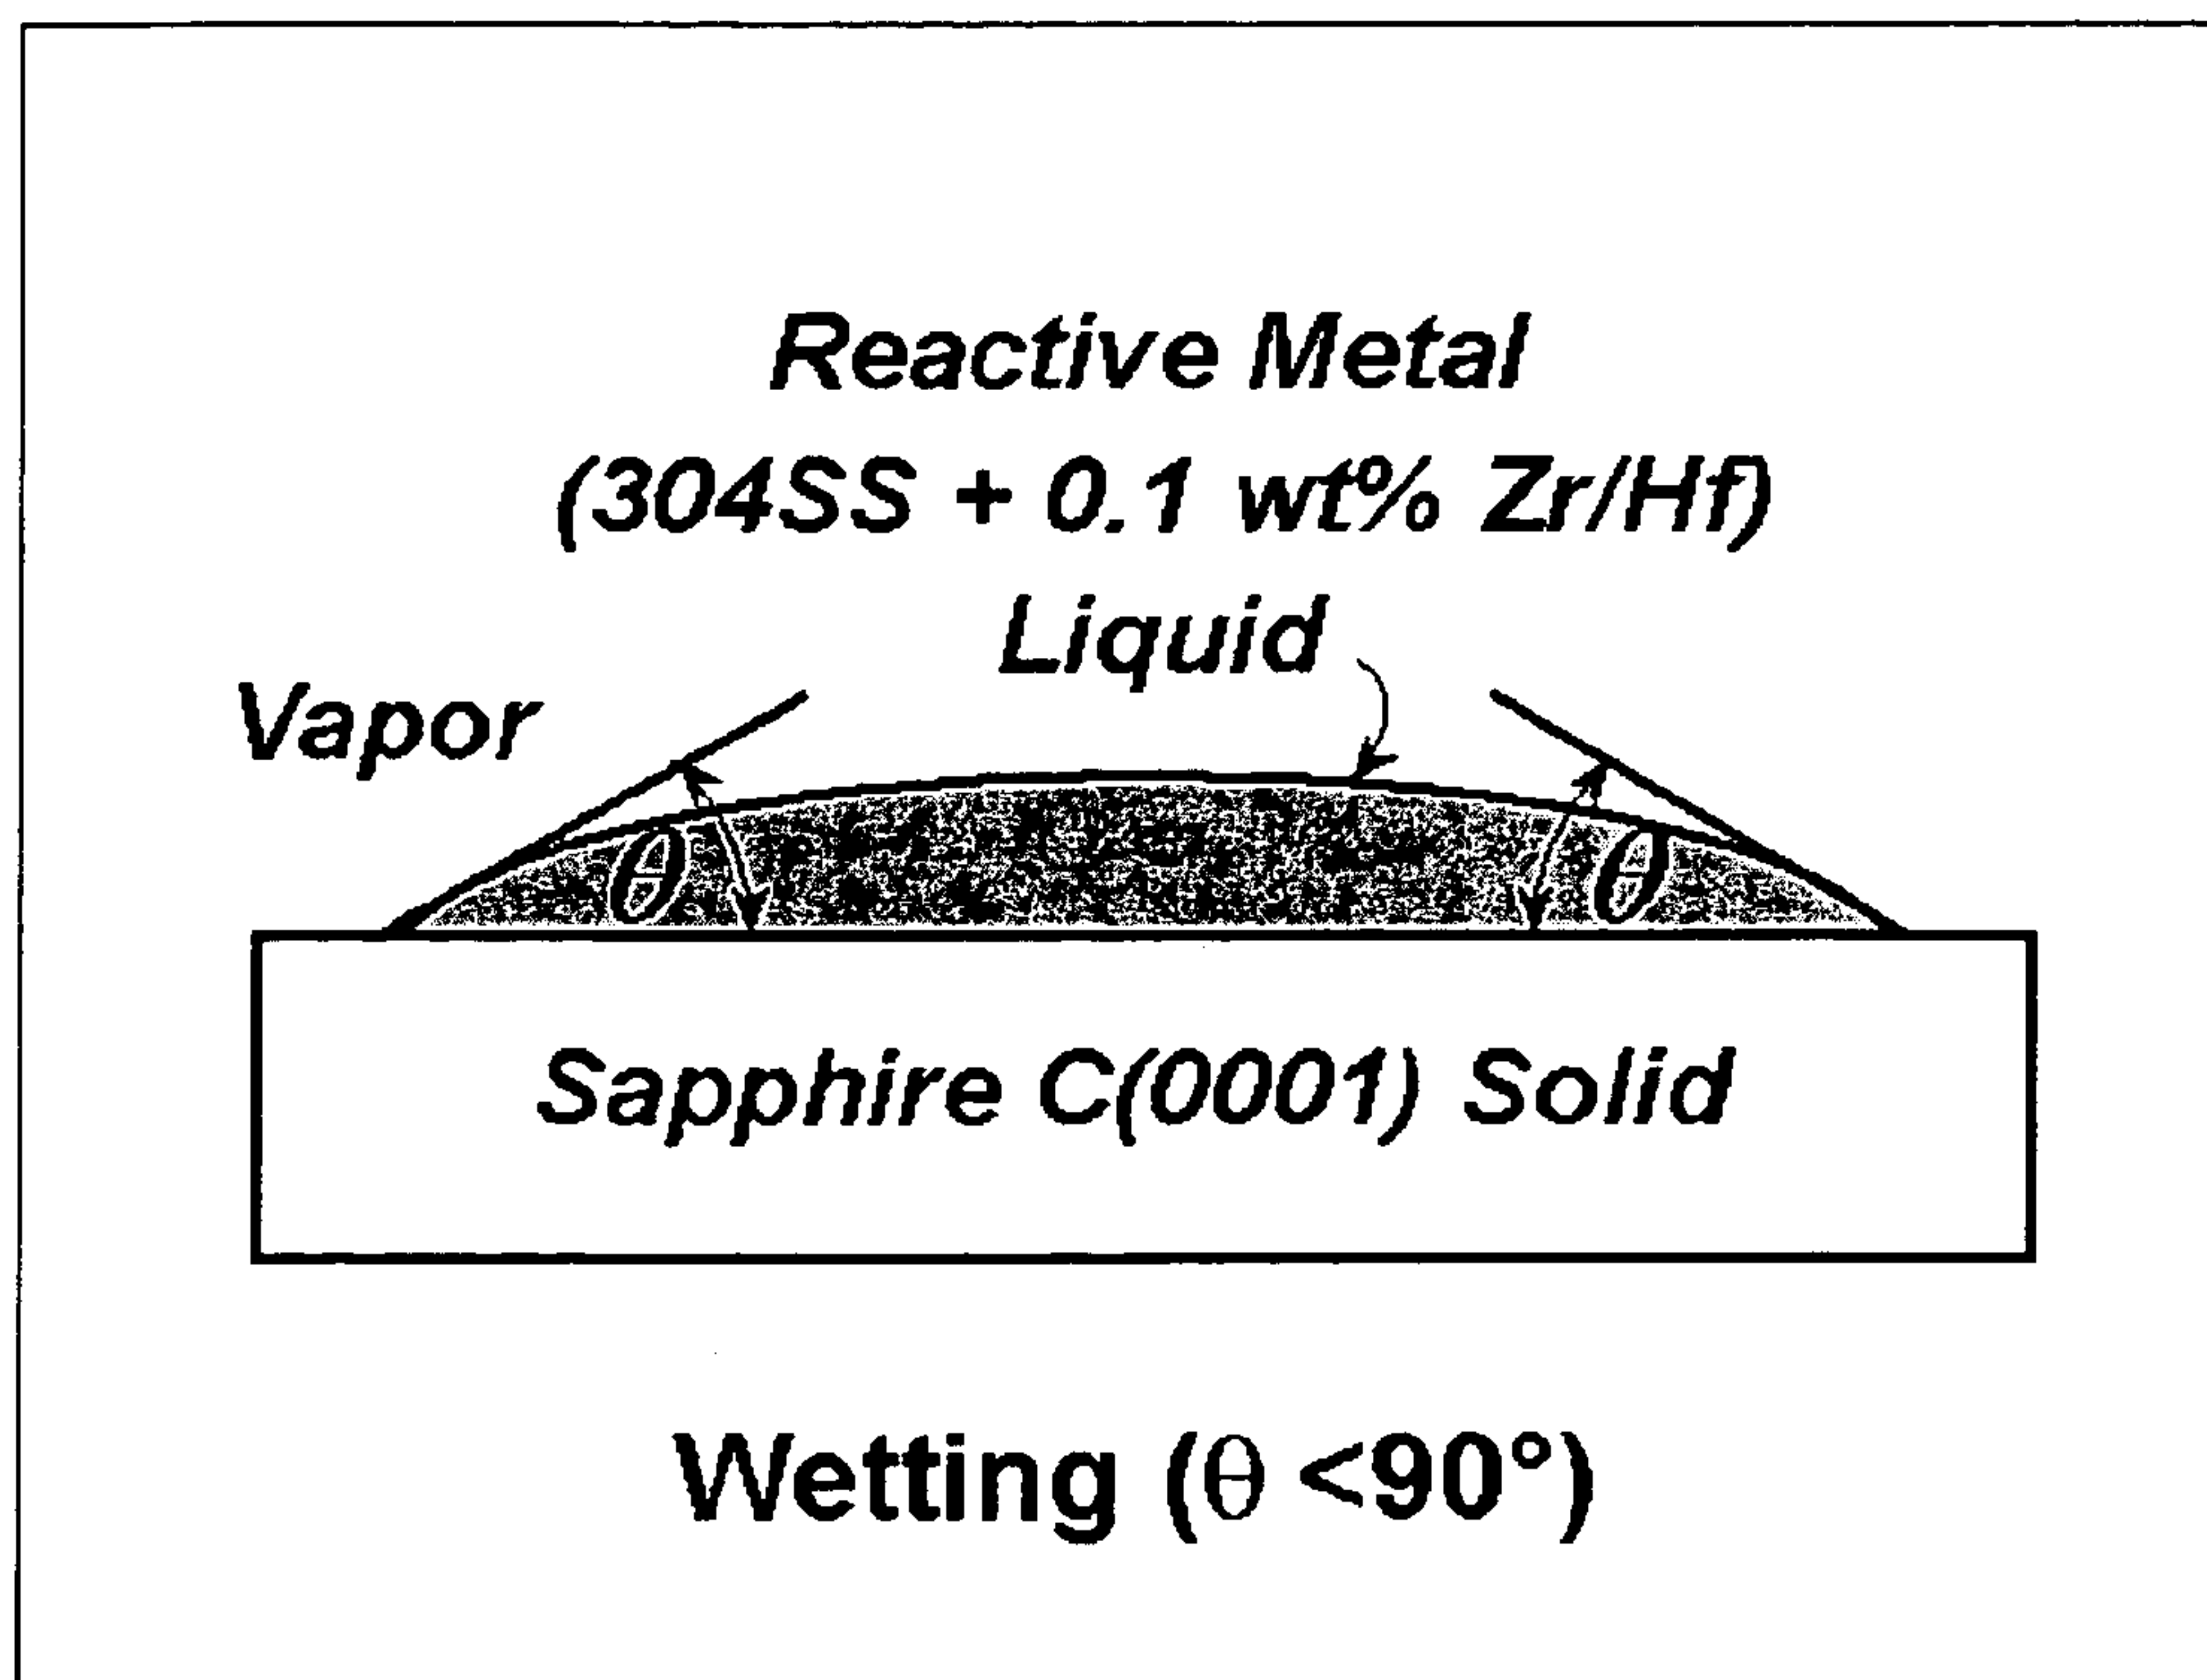 Reactive Metal
(304SS + 0.1 wt% Zr/Hf)
Liquid
Vapor
θ θ
Sapphire C(0001) Solid
Wetting (θ <90°)